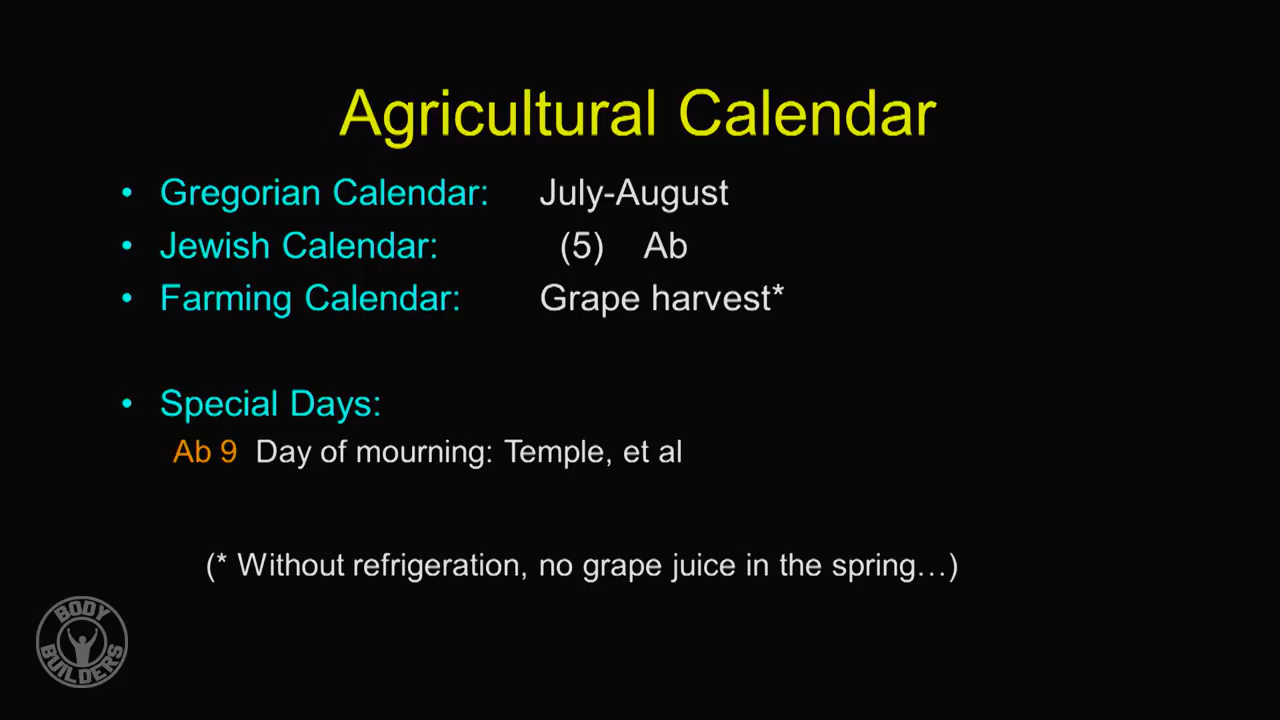 Agricultural Calendar
• Gregorian Calendar: July-August
• Jewish Calendar: (5) Ab
• Farming Calendar: Grape harvest*
• Special Days:
Ab 9 Day of mourning: Temple, et al
(* Without refrigeration, no grape juice in the spring…)
BODY
BUILDERS